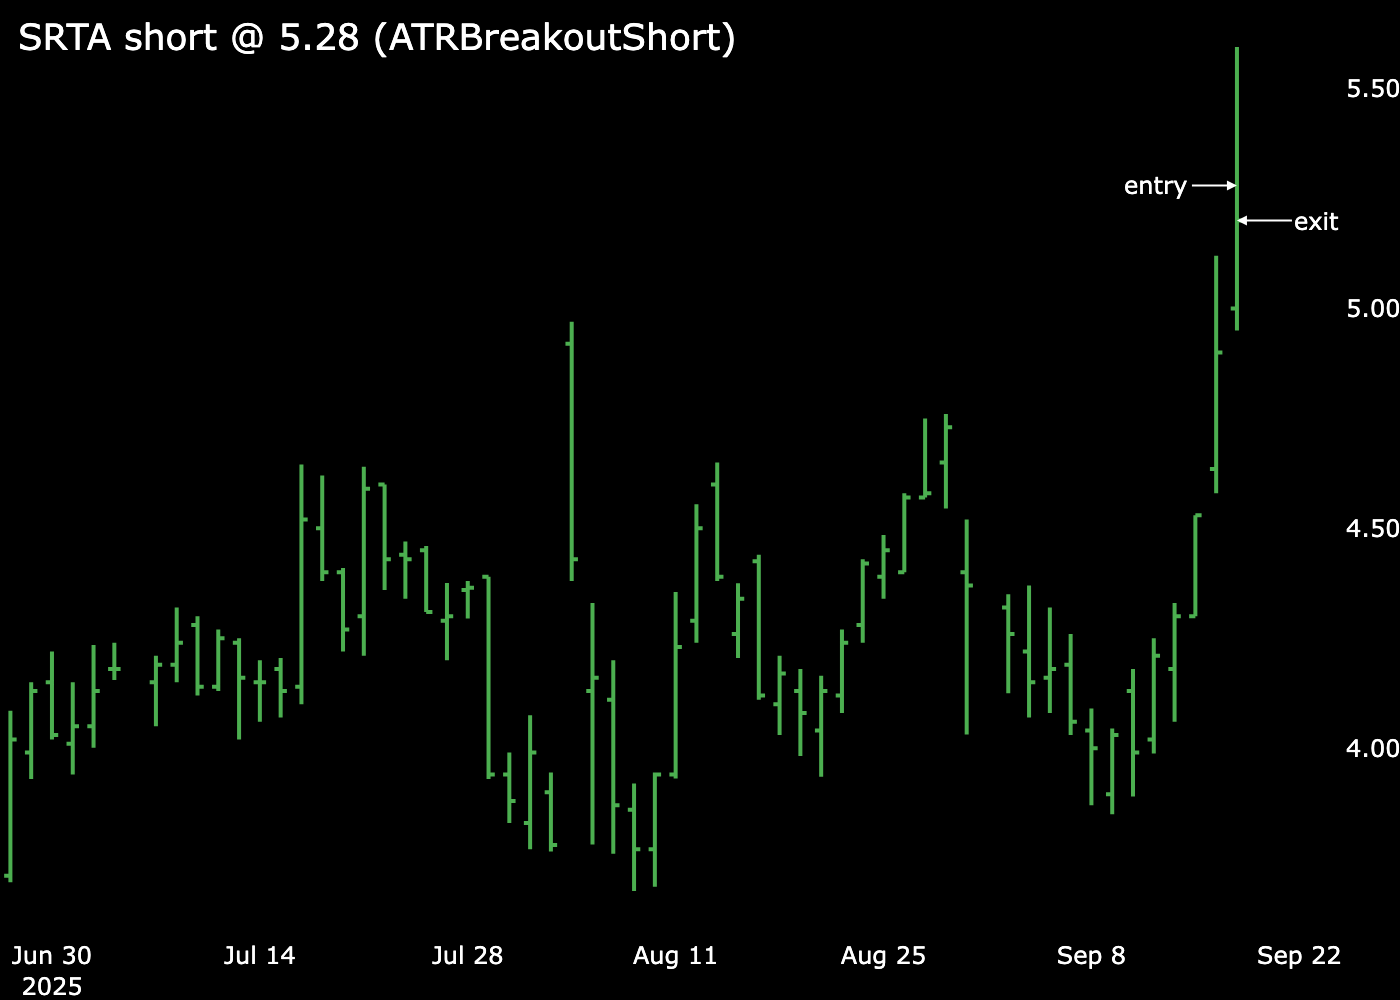 SRTA short @ 5.28 (ATRBreakoutShort)
5.50
entry
exit
5.00
4.50
4.00
Jun 30 Jul 14 Jul 28 Aug 11 Aug 25 Sep 8 Sep 22
2025